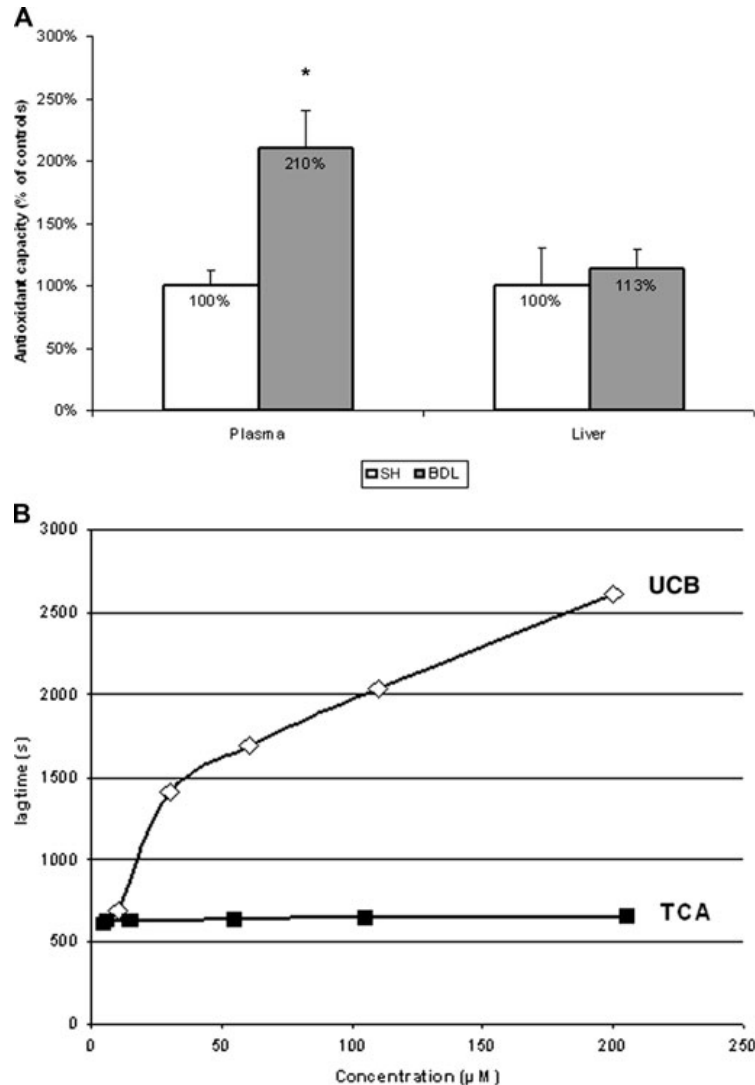 A
Antioxidant capacity (% of controls)
300%
250%
200%
150%
100%
50%
0%
*
100%
210%
100%
113%
Plasma Liver
SH BDL
B
lagtime (s)
3000
2500
2000
1500
1000
500
0
UCB
TCA
0 50 100 150 200 250
Concentration (µM)